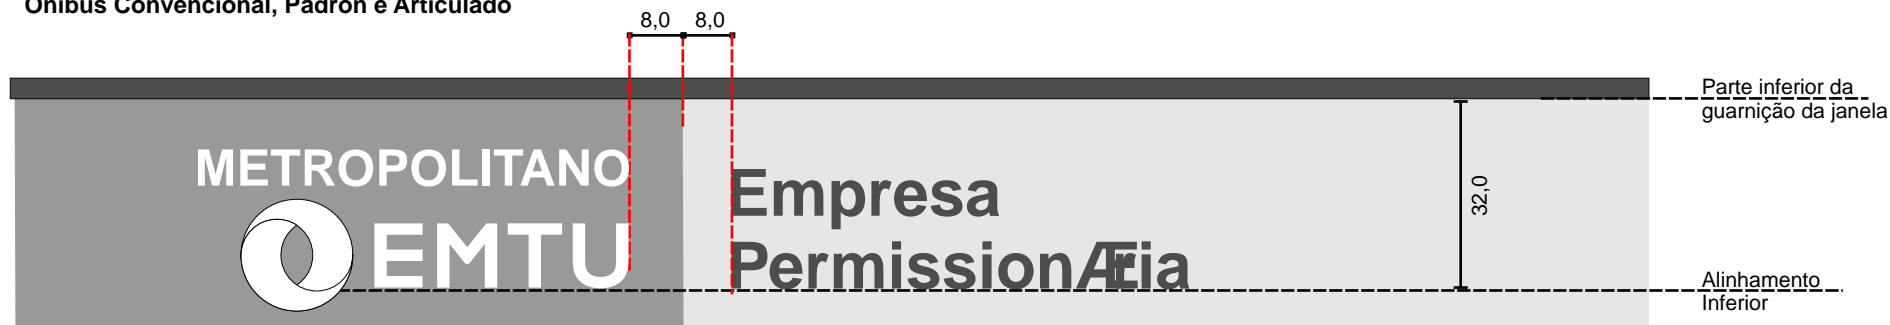 Ônibus Convencional, Padron e Articulado
8,0 8,0
Parte inferior da
guarnição da janela
METROPOLITANO
EMTU
Empresa
PermissionÆria
32,0
Alinhamento
Inferior